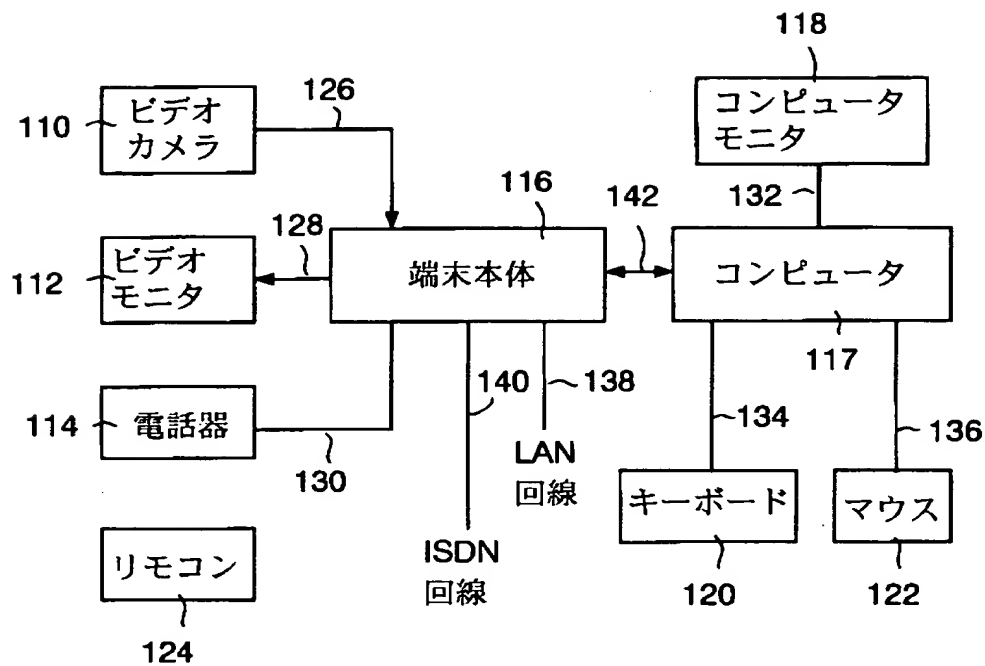 118
110
ビデオ
カメラ
126
コンピュータ
モニタ
116
142
132
112
ビデオ
モニタ
128
端末本体
コンピュータ
117
114
電話器
130
140
138
134
136
LAN
回線
キーボード
マウス
リモコン
ISDN
回線
120
122
124